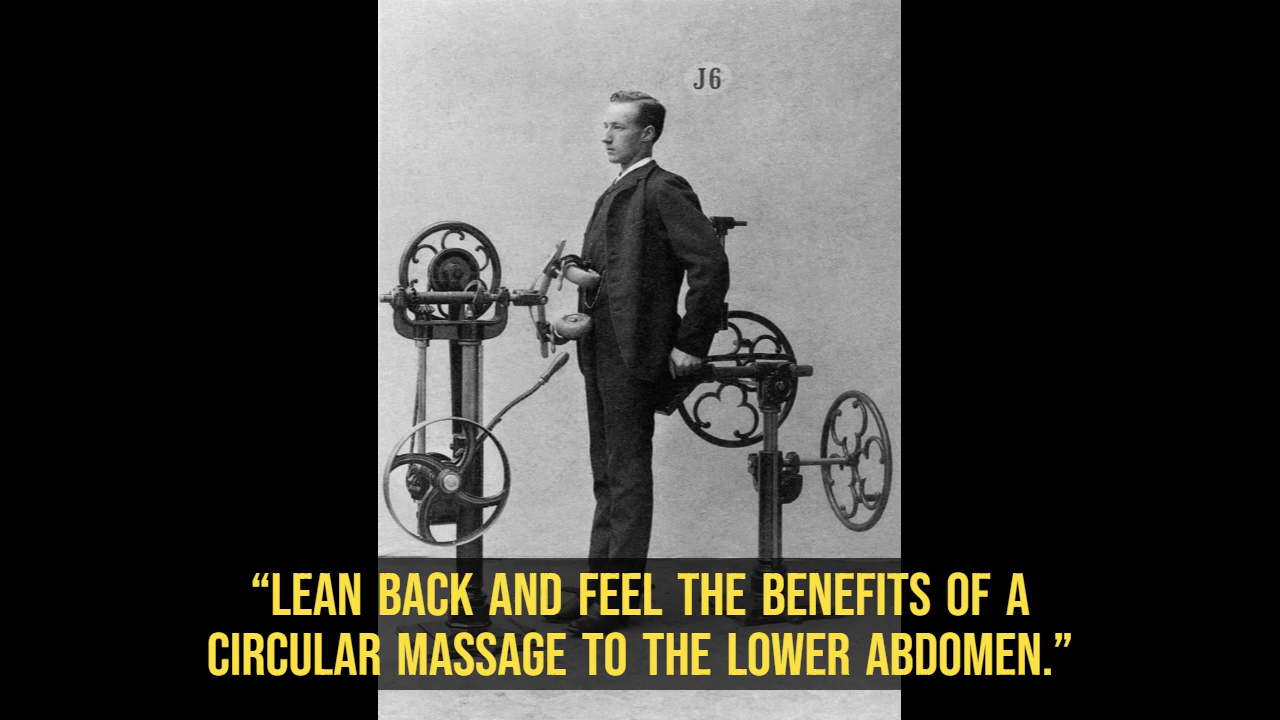 J6
“LEAN BACK AND FEEL THE BENEFITS OF A
CIRCULAR MASSAGE TO THE LOWER ABDOMEN.”